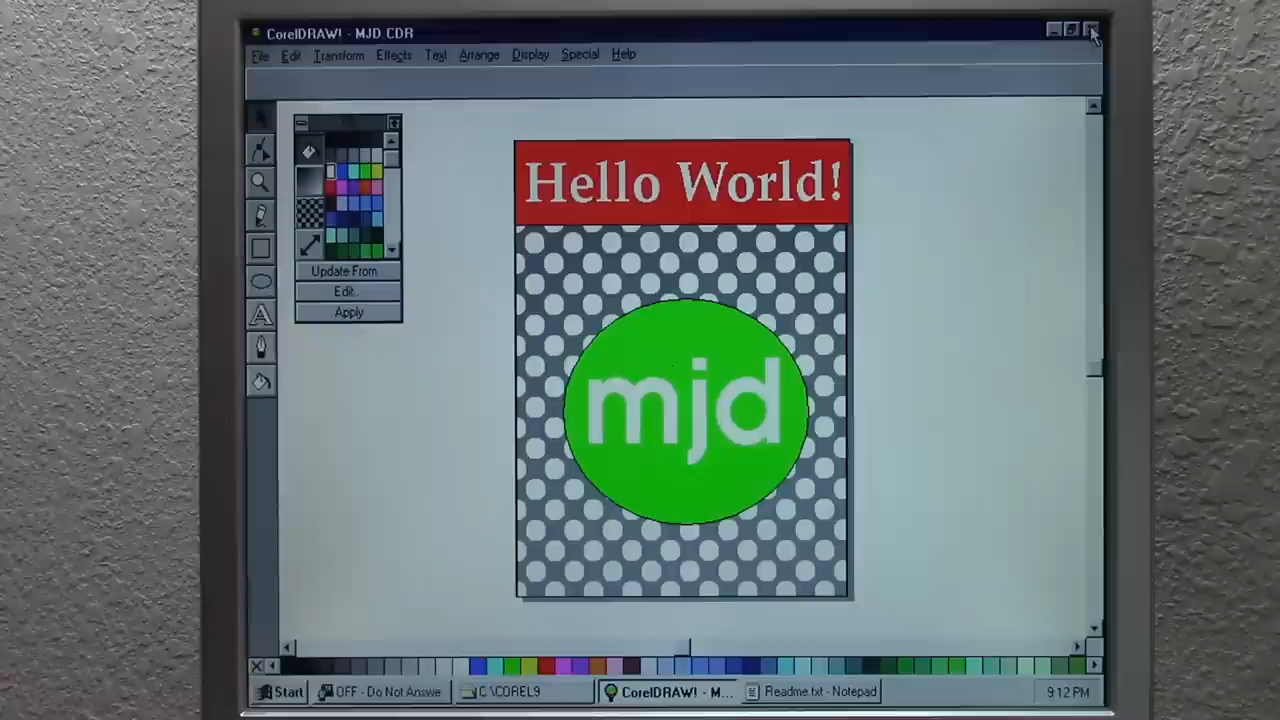 CorelDRAW! - MJD.CDR
File Edit Transform Effects Text Arrange Display Special Help
Hello World!
Update From
Edit..
Apply
mjd
A
Start OFF - Do Not Answe C:\COREL9 CorelDRAW! - M... Readme.txt - Notepad 9:12 PM